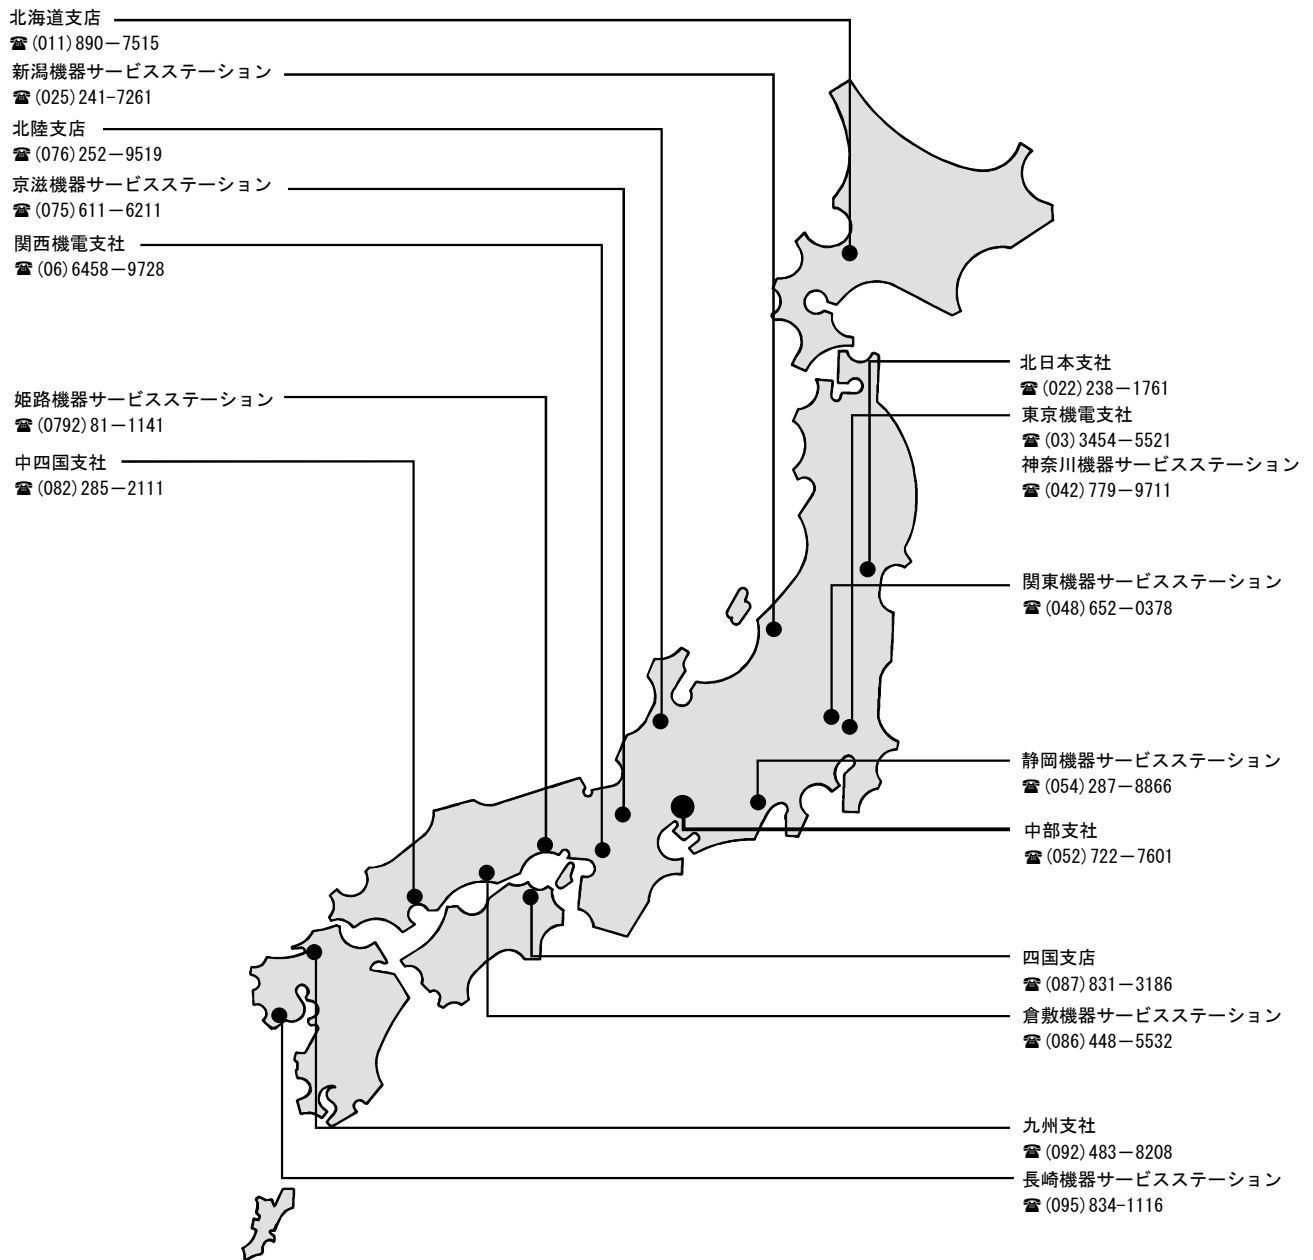 北海道支店
☎(011)890－7515
新潟機器サービスステーション
☎(025)241-7261
北陸支店
☎(076)252－9519
京滋機器サービスステーション
☎(075)611－6211
関西機電支社
☎(06)6458－9728
姫路機器サービスステーション
☎(0792)81－1141
中四国支社
☎(082)285－2111
北日本支社
☎(022)238－1761
東京機電支社
☎(03)3454－5521
神奈川機器サービスステーション
☎(042)779－9711
関東機器サービスステーション
☎(048)652－0378
静岡機器サービスステーション
☎(054)287－8866
中部支社
☎(052)722－7601
四国支店
☎(087)831－3186
倉敷機器サービスステーション
☎(086)448－5532
九州支社
☎(092)483－8208
長崎機器サービスステーション
☎(095)834-1116